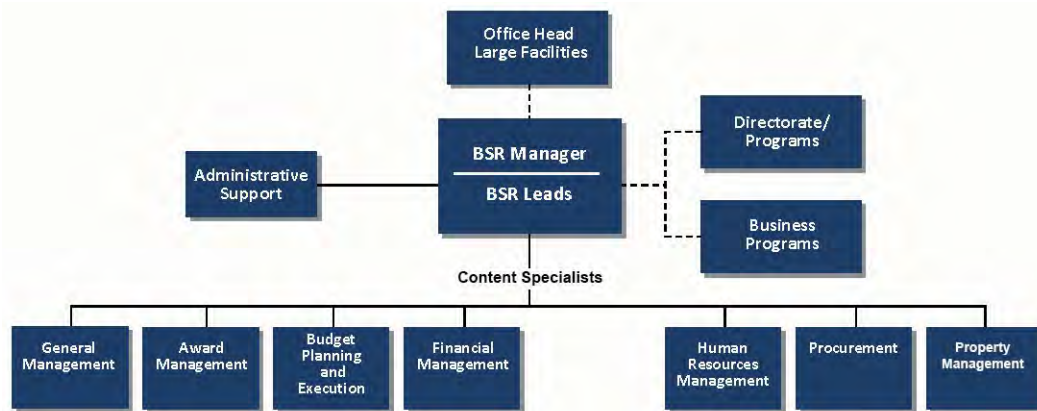 Office Head
Large Facilities
BSR Manager
BSR Leads
Directorate/
Programs
Administrative
Support
Business
Programs
Content Specialists
General
Management
Award
Management
Budget
Planning
and
Execution
Financial
Management
Human
Resources
Management
Procurement
Property
Management